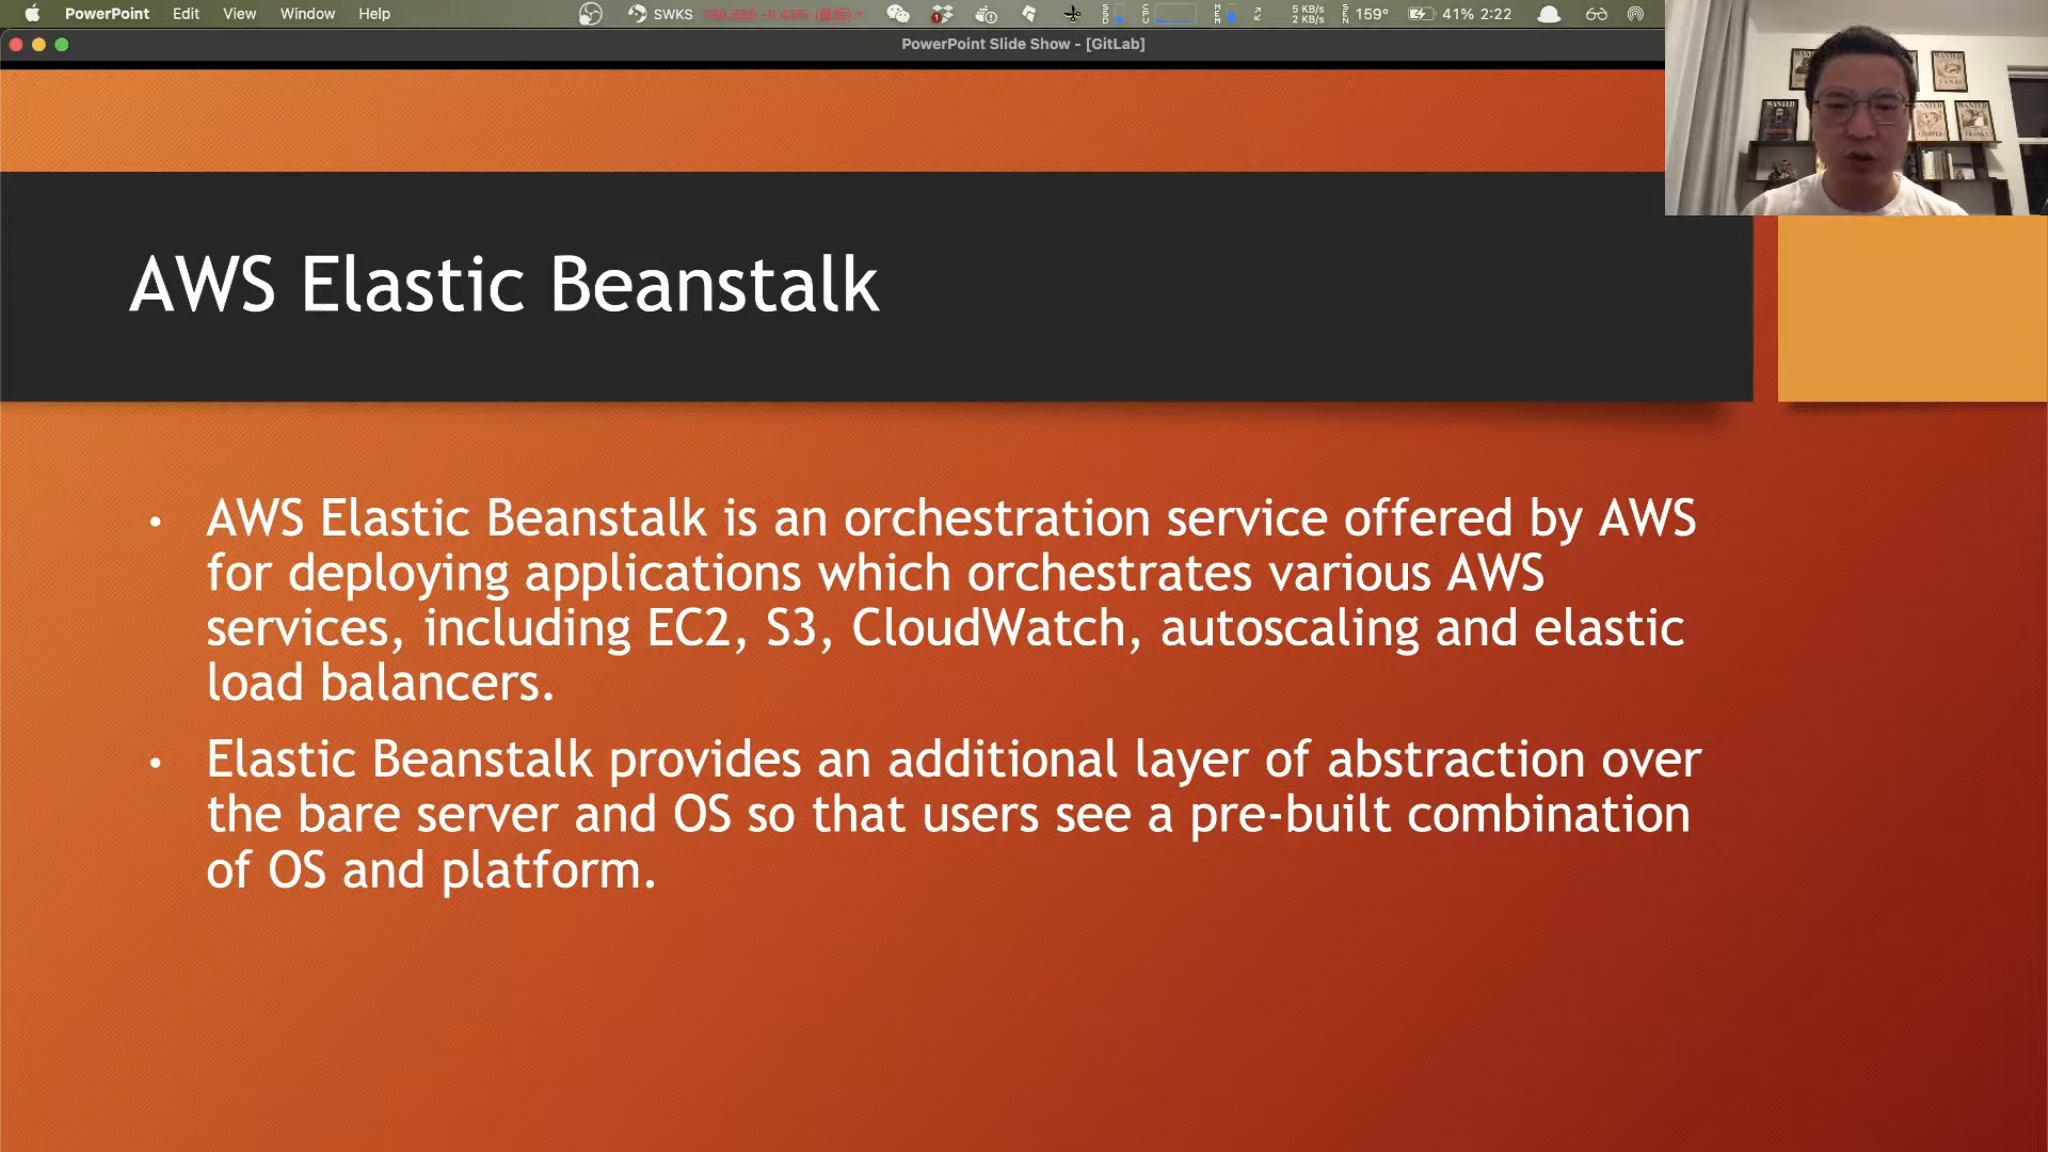 PowerPoint Edit View Window Help SWKS 5 KB/s 2 KB/s 159° 41% 2:22
PowerPoint Slide Show - [GitLab]
WANTED
WANTED
WANTED
AWS Elastic Beanstalk
• AWS Elastic Beanstalk is an orchestration service offered by AWS
for deploying applications which orchestrates various AWS
services, including EC2, S3, CloudWatch, autoscaling and elastic
load balancers.
• Elastic Beanstalk provides an additional layer of abstraction over
the bare server and OS so that users see a pre-built combination
of OS and platform.